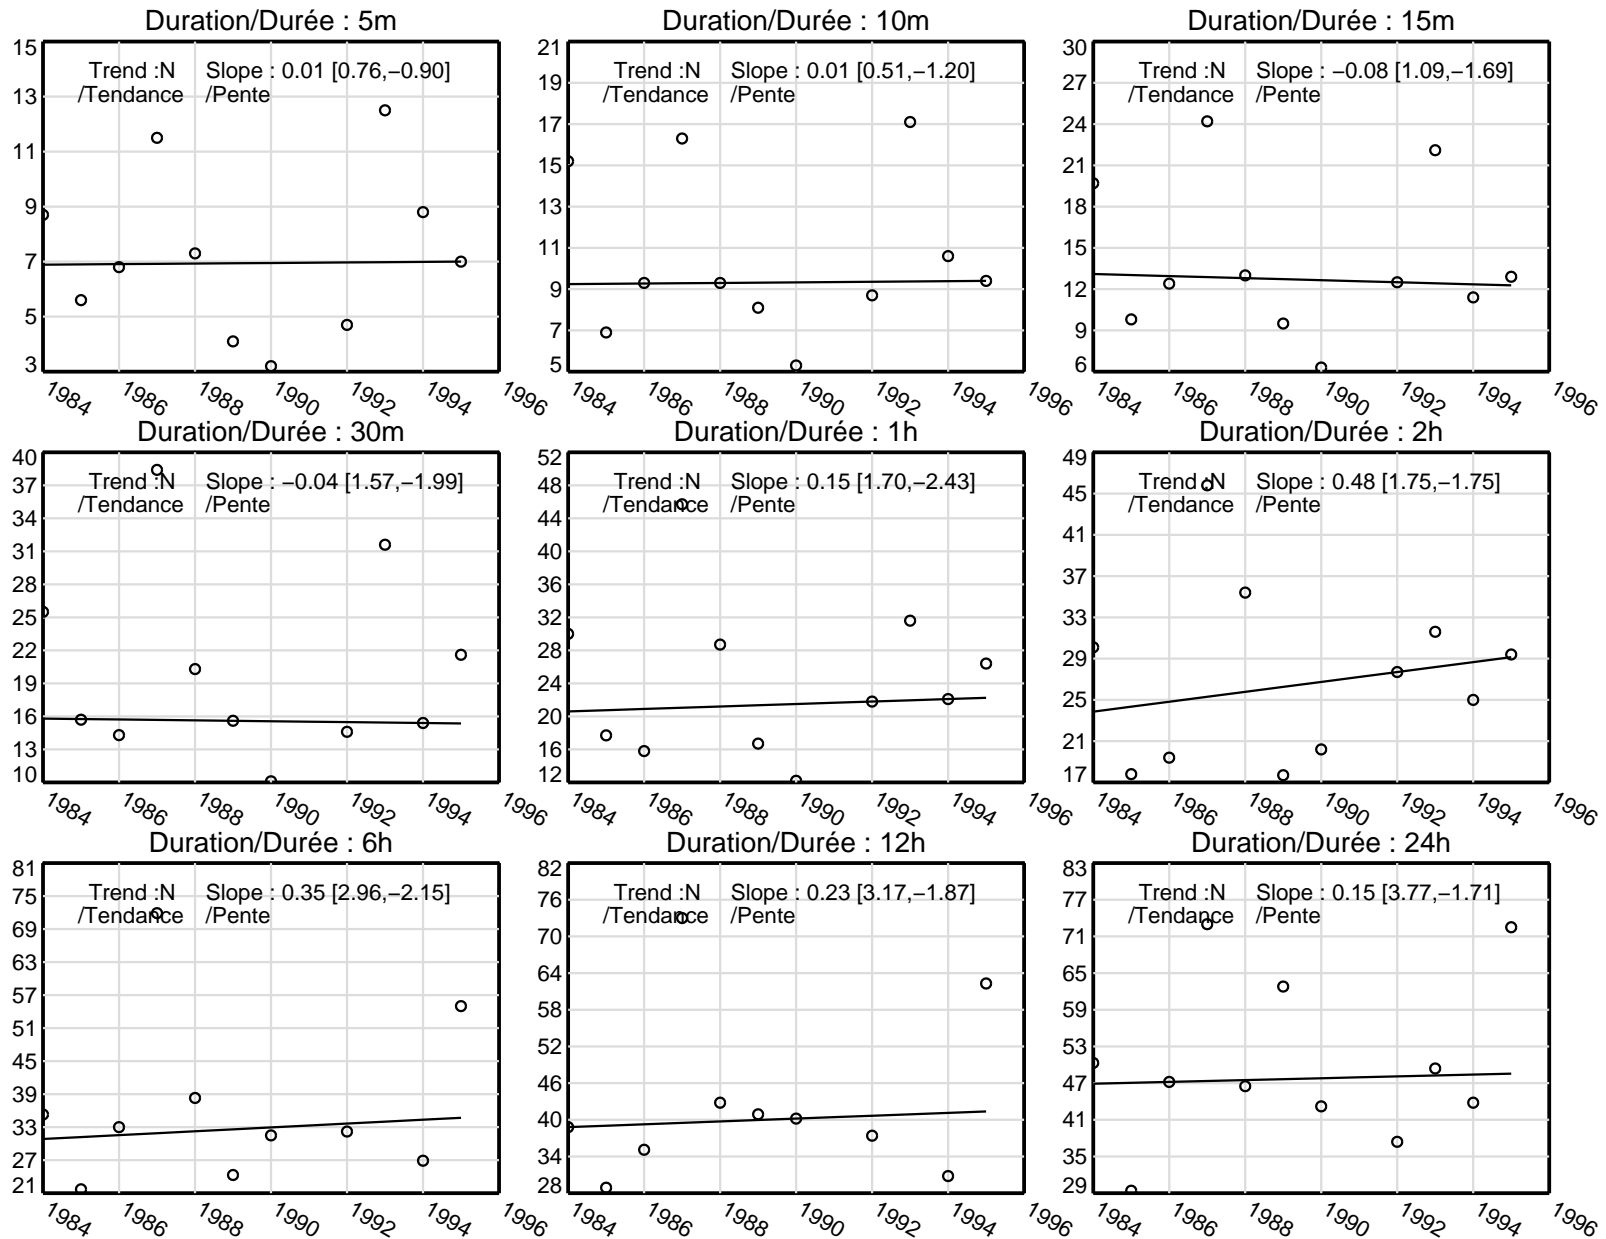 Duration/Durée : 5m
Trend :N Slope : 0.01 [0.76,−0.90]
/Tendance /Pente
15
13
11
9
7
5
3
1984 1986 1988 1990 1992 1994 1996
Duration/Durée : 10m
Trend :N Slope : 0.01 [0.51,−1.20]
/Tendance /Pente
21
19
17
15
13
11
9
7
5
1984 1986 1988 1990 1992 1994 1996
Duration/Durée : 15m
Trend :N Slope : −0.08 [1.09,−1.69]
/Tendance /Pente
30
27
24
21
18
15
12
9
6
1984 1986 1988 1990 1992 1994 1996
Duration/Durée : 30m
Trend :N Slope : −0.04 [1.57,−1.99]
/Tendance /Pente
40
37
34
31
28
25
22
19
16
13
10
1984 1986 1988 1990 1992 1994 1996
Duration/Durée : 1h
Trend :N Slope : 0.15 [1.70,−2.43]
/Tendance /Pente
52
48
44
40
36
32
28
24
20
16
12
1984 1986 1988 1990 1992 1994 1996
Duration/Durée : 2h
Trend :N Slope : 0.48 [1.75,−1.75]
/Tendance /Pente
49
45
41
37
33
29
25
21
17
1984 1986 1988 1990 1992 1994 1996
Duration/Durée : 6h
Trend :N Slope : 0.35 [2.96,−2.15]
/Tendance /Pente
81
75
69
63
57
51
45
39
33
27
21
1984 1986 1988 1990 1992 1994 1996
Duration/Durée : 12h
Trend :N Slope : 0.23 [3.17,−1.87]
/Tendance /Pente
82
76
70
64
58
52
46
40
34
28
1984 1986 1988 1990 1992 1994 1996
Duration/Durée : 24h
Trend :N Slope : 0.15 [3.77,−1.71]
/Tendance /Pente
83
77
71
65
59
53
47
41
35
29
1984 1986 1988 1990 1992 1994 1996